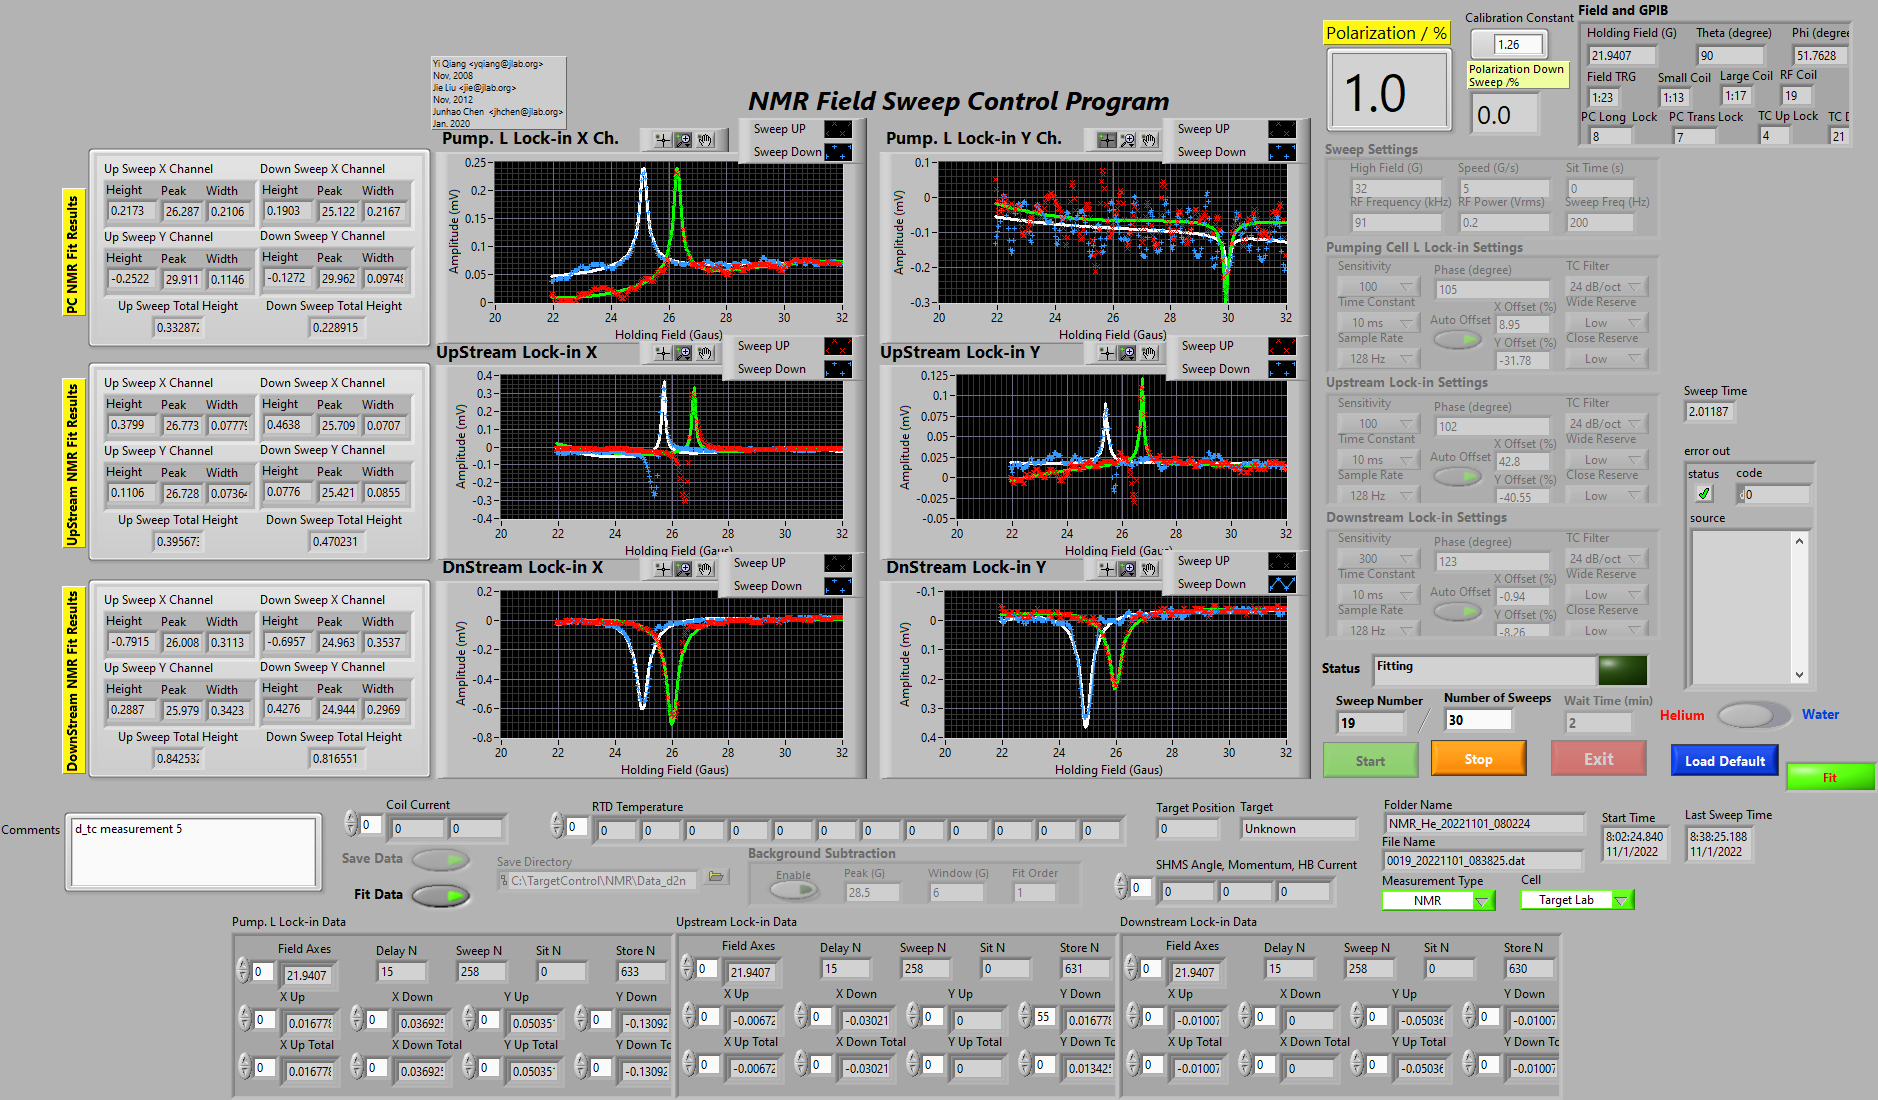 Yi Qiang <yqiang@jlab.org>
Nov, 2008
Jie Liu <jie@jlab.org>
Nov, 2012
Junhao Chen <jhchen@jlab.org>
Jan. 2020
NMR Field Sweep Control Program
Polarization / %
1.0
Calibration Constant
1.26
Polarization Down
Sweep /%
0.0
Field and GPIB
Holding Field (G) Theta (degree) Phi (degree
21.9407 90 51.7628
Field TRG Small Coil Large Coil RF Coil
1:23 1:13 1:17 19
PC Long Lock PC Trans Lock TC Up Lock TC D
8 7 4 21
PC NMR Fit Results
Up Sweep X Channel Down Sweep X Channel
Height Peak Width Height Peak Width
0.2173 26.287 0.2106 0.1903 25.122 0.2167
Up Sweep Y Channel Down Sweep Y Channel
Height Peak Width Height Peak Width
-0.2522 29.911 0.1146 -0.1272 29.962 0.09748
Up Sweep Total Height Down Sweep Total Height
0.332872 0.228915
Pump. L Lock-in X Ch.
Sweep UP
Sweep Down
Amplitude (mV)
0.25
0.2
0.15
0.1
0.05
0
20 22 24 26 28 30 32
Holding Field (Gaus)
Pump. L Lock-in Y Ch.
Sweep UP
Sweep Down
Amplitude (mV)
0.1
0
-0.1
-0.2
-0.3
20 22 24 26 28 30 32
Holding Field (Gaus)
Sweep Settings
High Field (G) Speed (G/s) Sit Time (s)
32 5 0
RF Frequency (kHz) RF Power (Vrms) Sweep Freq (Hz)
91 0.2 200
Pumping Cell L Lock-in Settings
Sensitivity Phase (degree) TC Filter
100 105 24 dB/oct
Time Constant X Offset (%) Wide Reserve
10 ms Auto Offset 8.95 Low
Sample Rate Y Offset (%) Close Reserve
128 Hz -31.78 Low
UpStream NMR Fit Results
Up Sweep X Channel Down Sweep X Channel
Height Peak Width Height Peak Width
0.3799 26.773 0.07779 0.4638 25.709 0.0707
Up Sweep Y Channel Down Sweep Y Channel
Height Peak Width Height Peak Width
0.1106 26.728 0.07364 0.0776 25.421 0.0855
Up Sweep Total Height Down Sweep Total Height
0.395673 0.470231
UpStream Lock-in X
Sweep UP
Sweep Down
Amplitude (mV)
0.4
0.3
0.2
0.1
0
-0.1
-0.2
-0.3
-0.4
20 22 24 26 28 30 32
Holding Field (Gaus)
UpStream Lock-in Y
Sweep UP
Sweep Down
Amplitude (mV)
0.125
0.1
0.075
0.05
0.025
0
-0.025
-0.05
20 22 24 26 28 30 32
Holding Field (Gaus)
Upstream Lock-in Settings
Sensitivity Phase (degree) TC Filter
100 102 24 dB/oct
Time Constant X Offset (%) Wide Reserve
10 ms Auto Offset 42.8 Low
Sample Rate Y Offset (%) Close Reserve
128 Hz -40.55 Low
Sweep Time
2.01187
error out
status code
0
source
DownStream NMR Fit Results
Up Sweep X Channel Down Sweep X Channel
Height Peak Width Height Peak Width
-0.7915 26.008 0.3113 -0.6957 24.963 0.3537
Up Sweep Y Channel Down Sweep Y Channel
Height Peak Width Height Peak Width
0.2887 25.979 0.3423 0.4276 24.944 0.2969
Up Sweep Total Height Down Sweep Total Height
0.842532 0.816551
DnStream Lock-in X
Sweep UP
Sweep Down
Amplitude (mV)
0.2
0
-0.2
-0.4
-0.6
-0.8
20 22 24 26 28 30 32
Holding Field (Gaus)
DnStream Lock-in Y
Sweep UP
Sweep Down
Amplitude (mV)
-0.1
0
0.1
0.2
0.3
0.4
20 22 24 26 28 30 32
Holding Field (Gaus)
Downstream Lock-in Settings
Sensitivity Phase (degree) TC Filter
300 123 24 dB/oct
Time Constant X Offset (%) Wide Reserve
10 ms Auto Offset -0.94 Low
Sample Rate Y Offset (%) Close Reserve
128 Hz -8.26 Low
Status Fitting
Sweep Number Number of Sweeps Wait Time (min)
19 / 30 2
Helium Water
Start Stop Exit Load Default Fit
Comments d_tc measurement 5
Coil Current
0 0 0
Save Data
Fit Data
RTD Temperature
0 0 0 0 0 0 0 0 0 0 0 0 0
Save Directory
C:\TargetControl\NMR\Data_d2n
Background Subtraction
Enable Peak (G) Window (G) Fit Order
28.5 6 1
Target Position Target
0 Unknown
SHMS Angle, Momentum, HB Current
0 0 0 0
Folder Name
NMR_He_20221101_080224
File Name
0019_20221101_083825.dat
Measurement Type Cell
NMR Target Lab
Start Time Last Sweep Time
8:02:24.840 8:38:25.188
11/1/2022 11/1/2022
Pump. L Lock-in Data
Field Axes Delay N Sweep N Sit N Store N
0 21.9407 15 258 0 633
X Up X Down Y Up Y Down
0 0.016778 0 0.036925 0 0.05035 0 -0.13092
X Up Total X Down Total Y Up Total Y Down To
0 0.016778 0 0.036925 0 0.05035 0 -0.13092
Upstream Lock-in Data
Field Axes Delay N Sweep N Sit N Store N
0 21.9407 15 258 0 631
X Up X Down Y Up Y Down
0 -0.00672 0 -0.03021 0 0 55 0.016778
X Up Total X Down Total Y Up Total Y Down To
0 -0.00672 0 -0.03021 0 0 0 0.013425
Downstream Lock-in Data
Field Axes Delay N Sweep N Sit N Store N
0 21.9407 15 258 0 630
X Up X Down Y Up Y Down
0 -0.01007 0 0 0 -0.05036 0 -0.01007
X Up Total X Down Total Y Up Total Y Down To
0 -0.01007 0 0 0 -0.05036 0 -0.01007